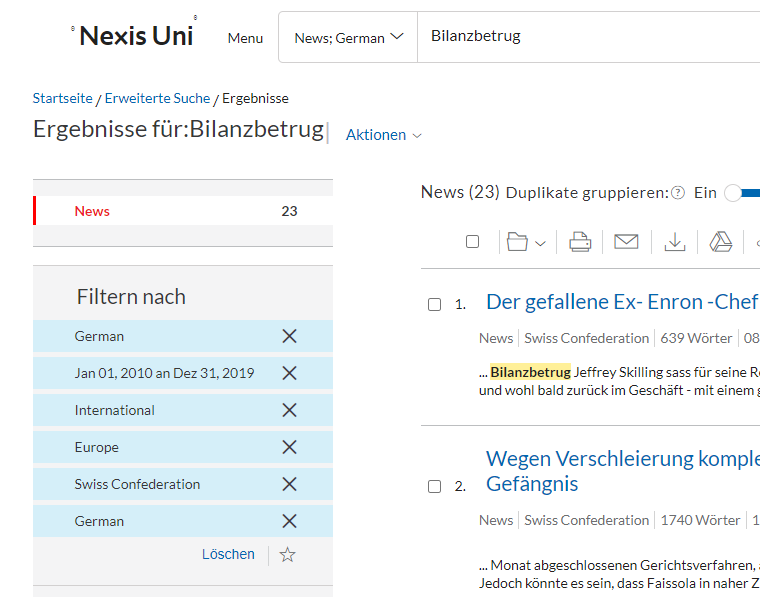 ® Nexis Uni ®
Menu
News; German
Bilanzbetrug
Startseite / Erweiterte Suche / Ergebnisse
Ergebnisse für:Bilanzbetrug
Aktionen
News 23
Filtern nach
German
Jan 01, 2010 an Dez 31, 2019
International
Europe
Swiss Confederation
German
Löschen
News (23) Duplikate gruppieren: ? Ein
1. Der gefallene Ex- Enron -Chef
News Swiss Confederation 639 Wörter 08
... Bilanzbetrug Jeffrey Skilling sass für seine
und wohl bald zurück im Geschäft - mit einem
2. Wegen Verschleierung
Gefängnis
News Swiss Confederation 1740 Wörter 1
... Monat abgeschlossenen Gerichtsverfahren,
Jedoch könnte es sein, dass Faissola in naher